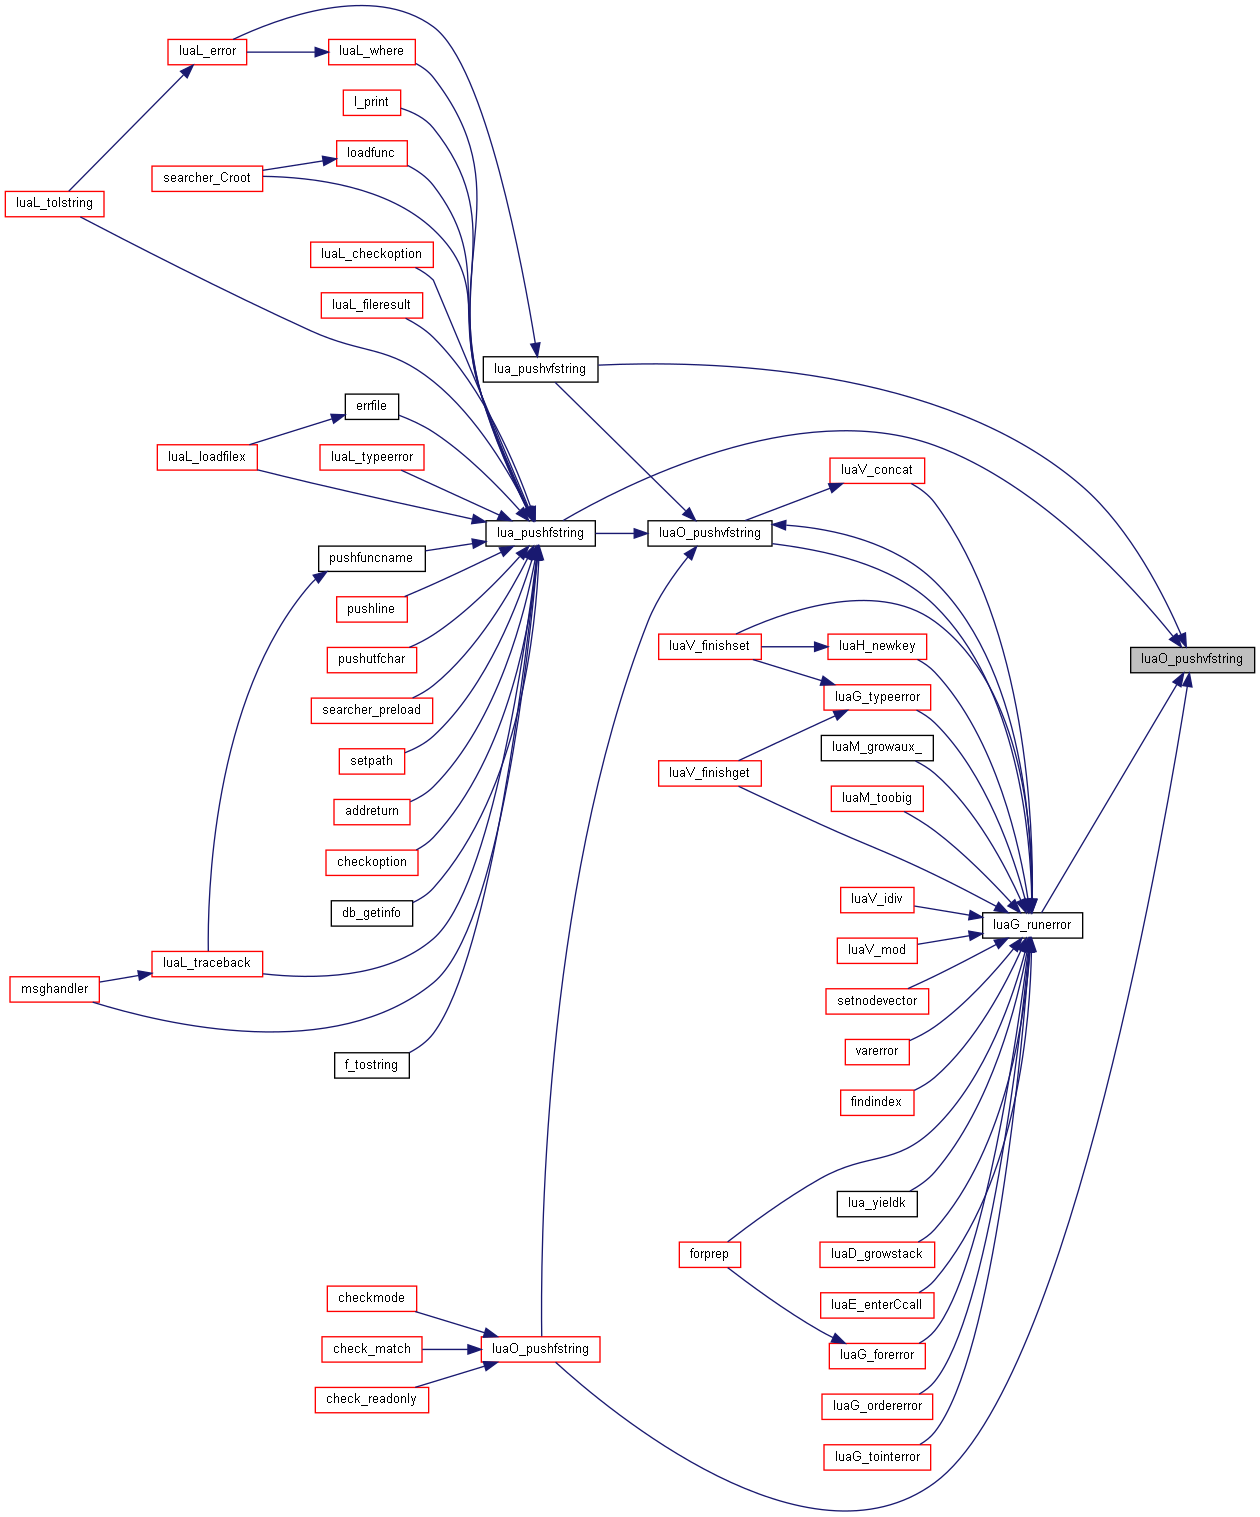 luaL_error
luaL_where
l_print
loadfunc
searcher_Croot
luaL_tolstring
luaL_checkoption
luaL_fileresult
lua_pushvfstring
errfile
luaL_loadfilex
luaL_typeerror
luaV_concat
lua_pushfstring
luaO_pushvfstring
pushfuncname
pushline
luaV_finishset
luaH_newkey
pushutfchar
luaO_pushvfstring
luaG_typeerror
searcher_preload
luaM_growaux_
setpath
luaV_finishget
luaM_toobig
addreturn
checkoption
luaV_idiv
db_getinfo
luaG_runerror
luaV_mod
luaL_traceback
msghandler
setnodevector
varerror
f_tostring
findindex
lua_yieldk
forprep
luaD_growstack
checkmode
luaE_enterCcall
check_match
luaO_pushfstring
luaG_forerror
check_readonly
luaG_ordererror
luaG_tointerror